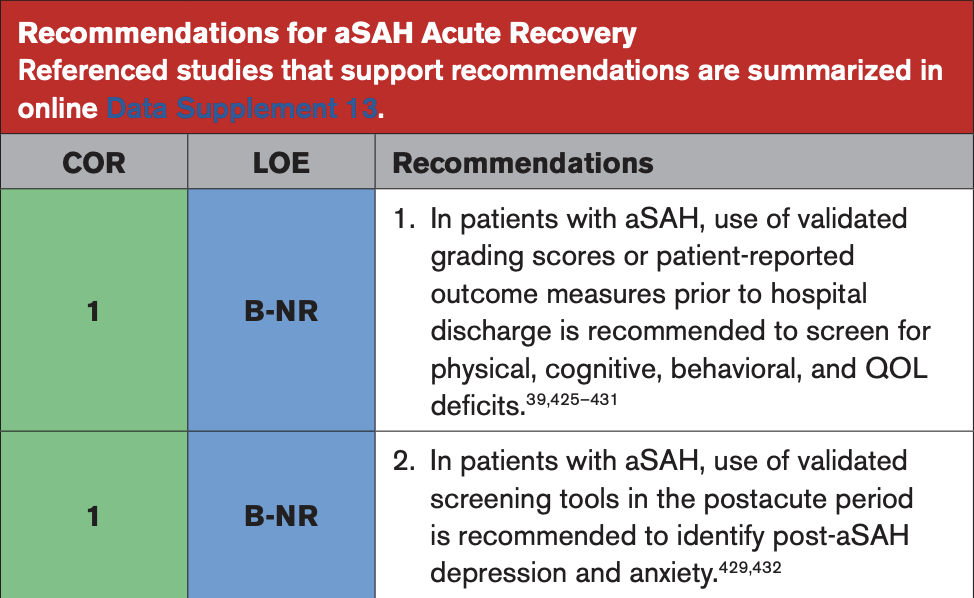 Recommendations for aSAH Acute Recovery
Referenced studies that support recommendations are summarized in
online Data Supplement 13.
COR LOE Recommendations
1 B-NR 1. In patients with aSAH, use of validated
grading scores or patient-reported
outcome measures prior to hospital
discharge is recommended to screen for
physical, cognitive, behavioral, and QOL
deficits.39,425–431
1 B-NR 2. In patients with aSAH, use of validated
screening tools in the postacute period
is recommended to identify post-aSAH
depression and anxiety.429,432